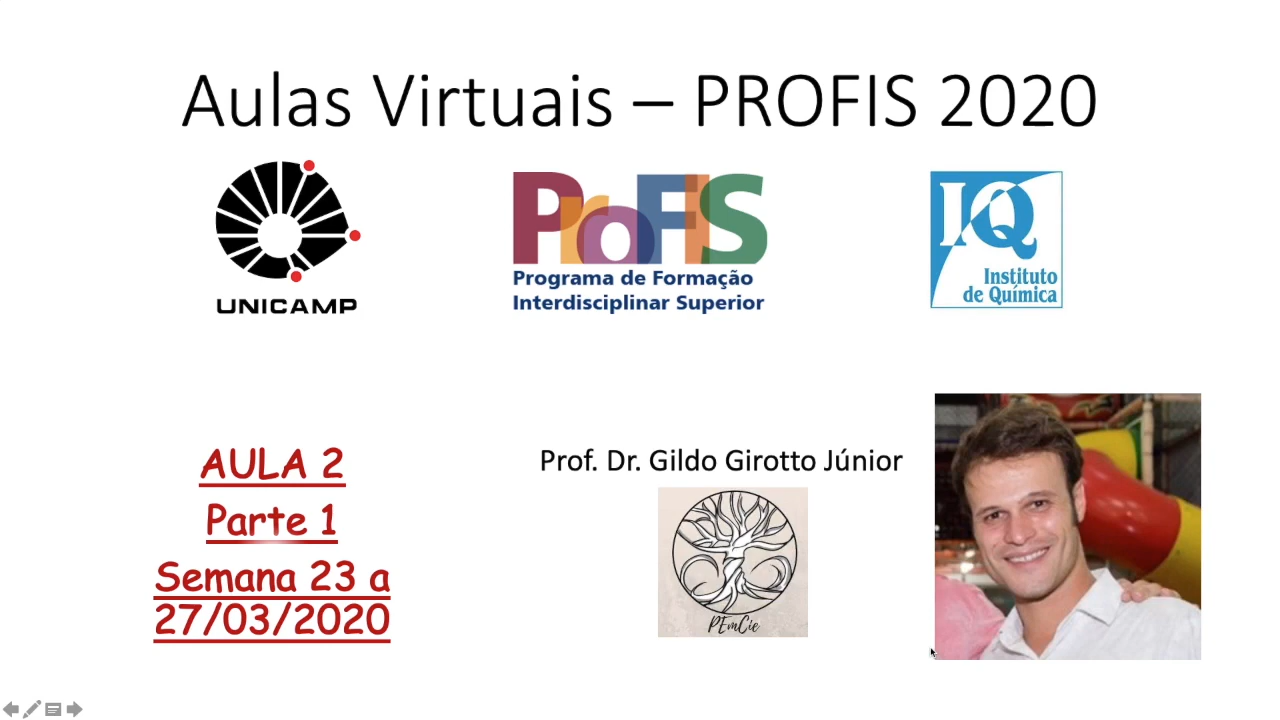 Aulas Virtuais – PROFIS 2020
UNICAMP
ProFIS
Programa de Formação
Interdisciplinar Superior
IQ
Instituto
de Química
AULA 2
Parte 1
Semana 23 a
27/03/2020
Prof. Dr. Gildo Girotto Júnior
PEmCie